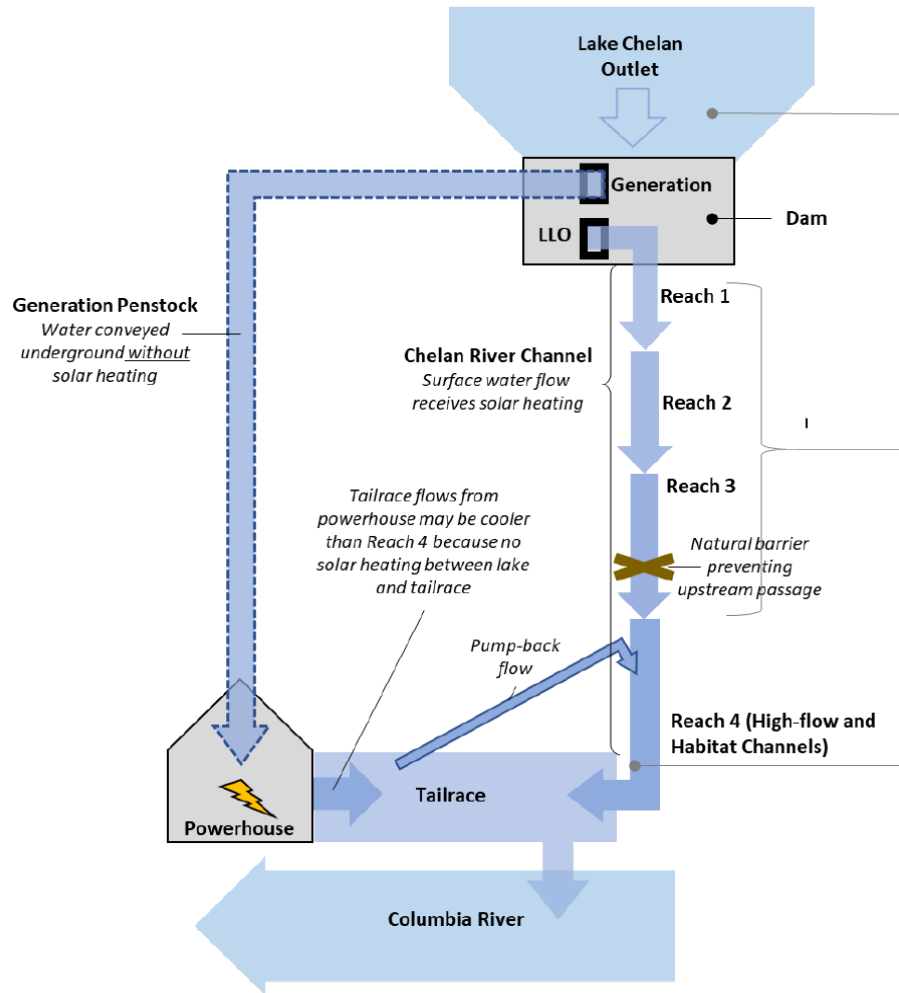 Lake Chelan
Outlet
Generation
LLO
Dam
Reach 1
Generation Penstock
Water conveyed
underground without
solar heating
Chelan River Channel
Surface water flow
receives solar heating
Reach 2
Reach 3
Tailrace flows from
powerhouse may be cooler
than Reach 4 because no
solar heating between lake
and tailrace
Natural barrier
preventing
upstream passage
Pump-back
flow
Reach 4 (High-flow and
Habitat Channels)
Tailrace
Powerhouse
Columbia River